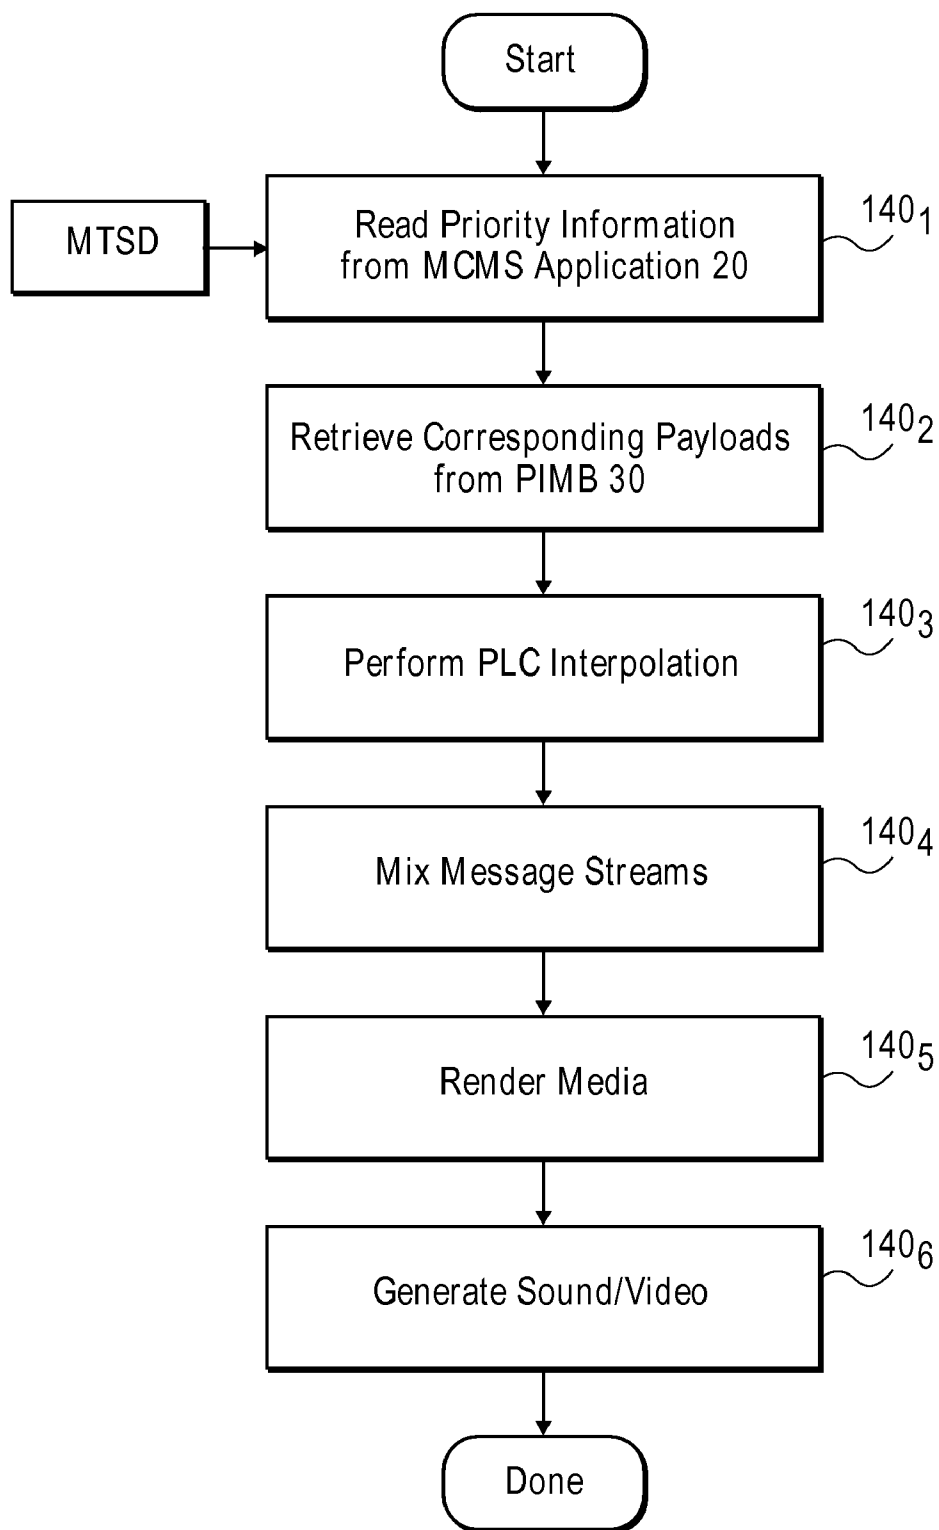 Start
MTSD
Read Priority Information
from MCMS Application 20
140₁
Retrieve Corresponding Payloads
from PIMB 30
140₂
Perform PLC Interpolation
140₃
Mix Message Streams
140₄
Render Media
140₅
Generate Sound/Video
140₆
Done